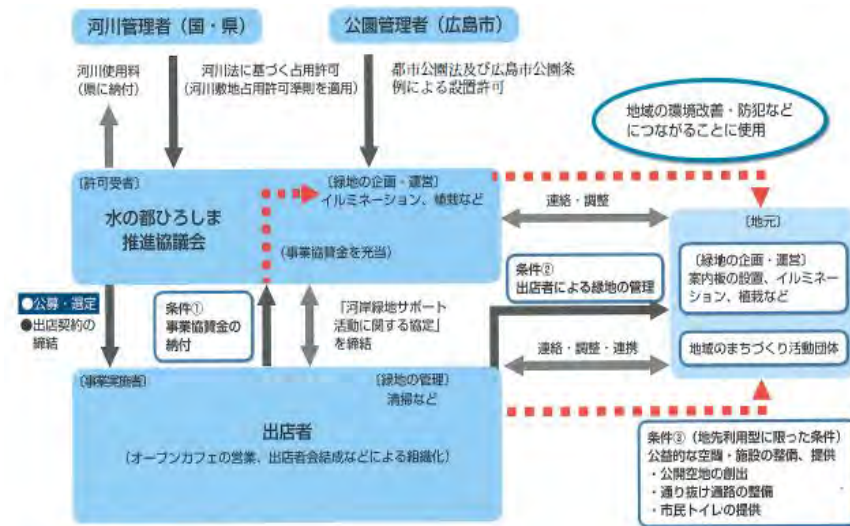 河川管理者（国・県）
公園管理者（広島市）
河川使用料
（県に納付）
河川法に基づく占用許可
（河川敷地占用許可準則を適用）
都市公園法及び広島市公園条
例による設置許可
地域の環境改善・防犯など
につながることに使用
〔許可受者〕
水の都ひろしま
推進協議会
〔緑地の企画・運営〕
イルミネーション、植栽など
（事業協賛金を充当）
連絡・調整
〔地元〕
〔緑地の企画・運営〕
案内板の設置、イルミネー
ション、植栽など
地域のまちづくり活動団体
●公募・選定
●出店契約の
締結
条件①
事業協賛金の
納付
「河岸緑地サポート
活動に関する協定」
を締結
条件②
出店者による緑地の管理
連絡・調整・連携
〔事業実施者〕
〔緑地の管理〕
清掃など
出店者
（オープンカフェの営業、出店者会結成などによる組織化）
条件③（地先利用型に限った条件）
公益的な空間・施設の整備、提供
・公開空地の創出
・通り抜け通路の整備
・市民トイレの提供